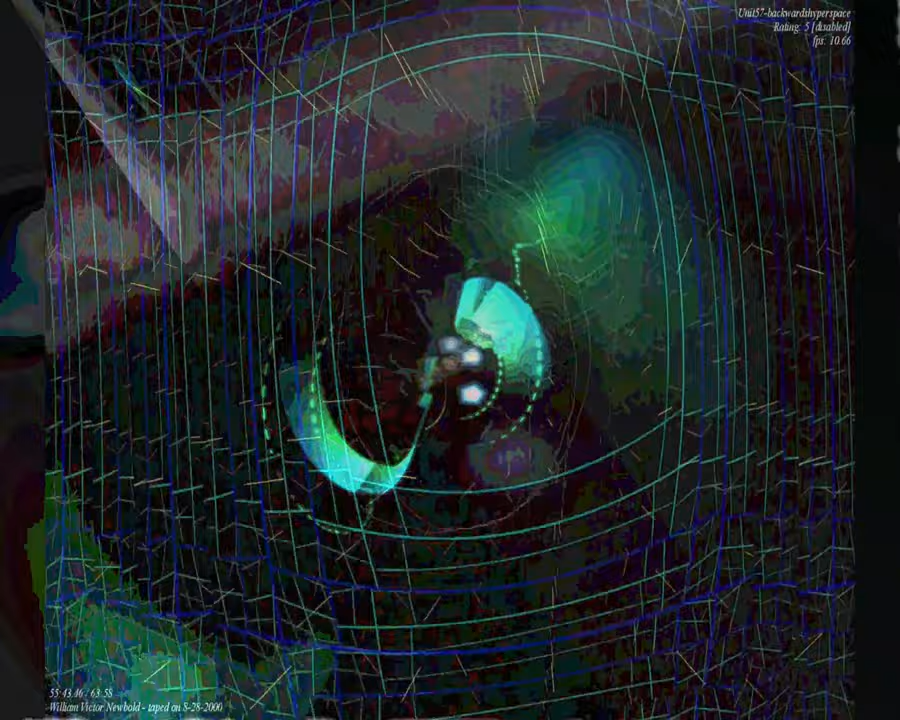 Unit57-backwardshyperspace
Rating: 5 [disabled]
fps: 10.66
55:43.46 / 63:58
William Victor Newbold - taped on 8-28-2000